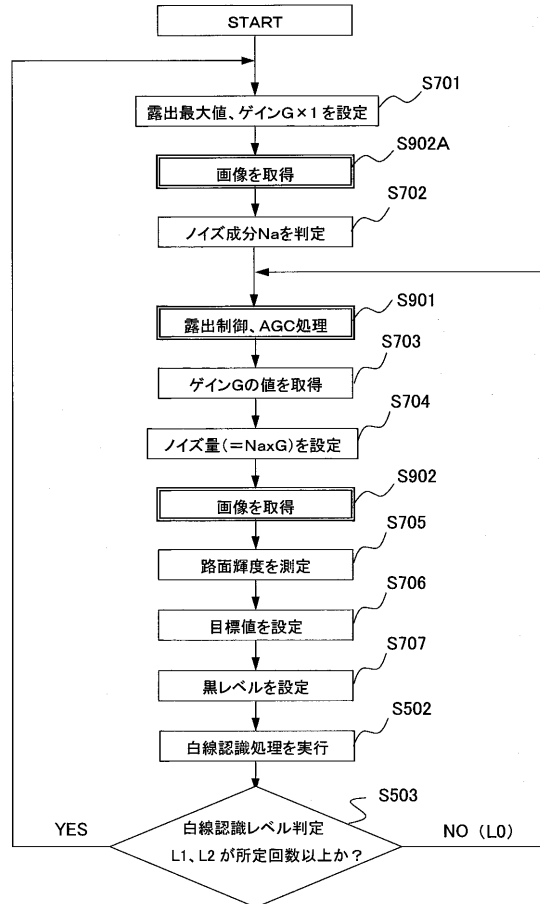 START
露出最大値、ゲインG×1を設定
S701
画像を取得
S902A
ノイズ成分Naを判定
S702
露出制御、AGC処理
S901
ゲインGの値を取得
S703
ノイズ量(=NaxG)を設定
S704
画像を取得
S902
路面輝度を測定
S705
目標値を設定
S706
黒レベルを設定
S707
白線認識処理を実行
S502
白線認識レベル判定
L1、L2 が所定回数以上か?
S503
YES
NO (L0)